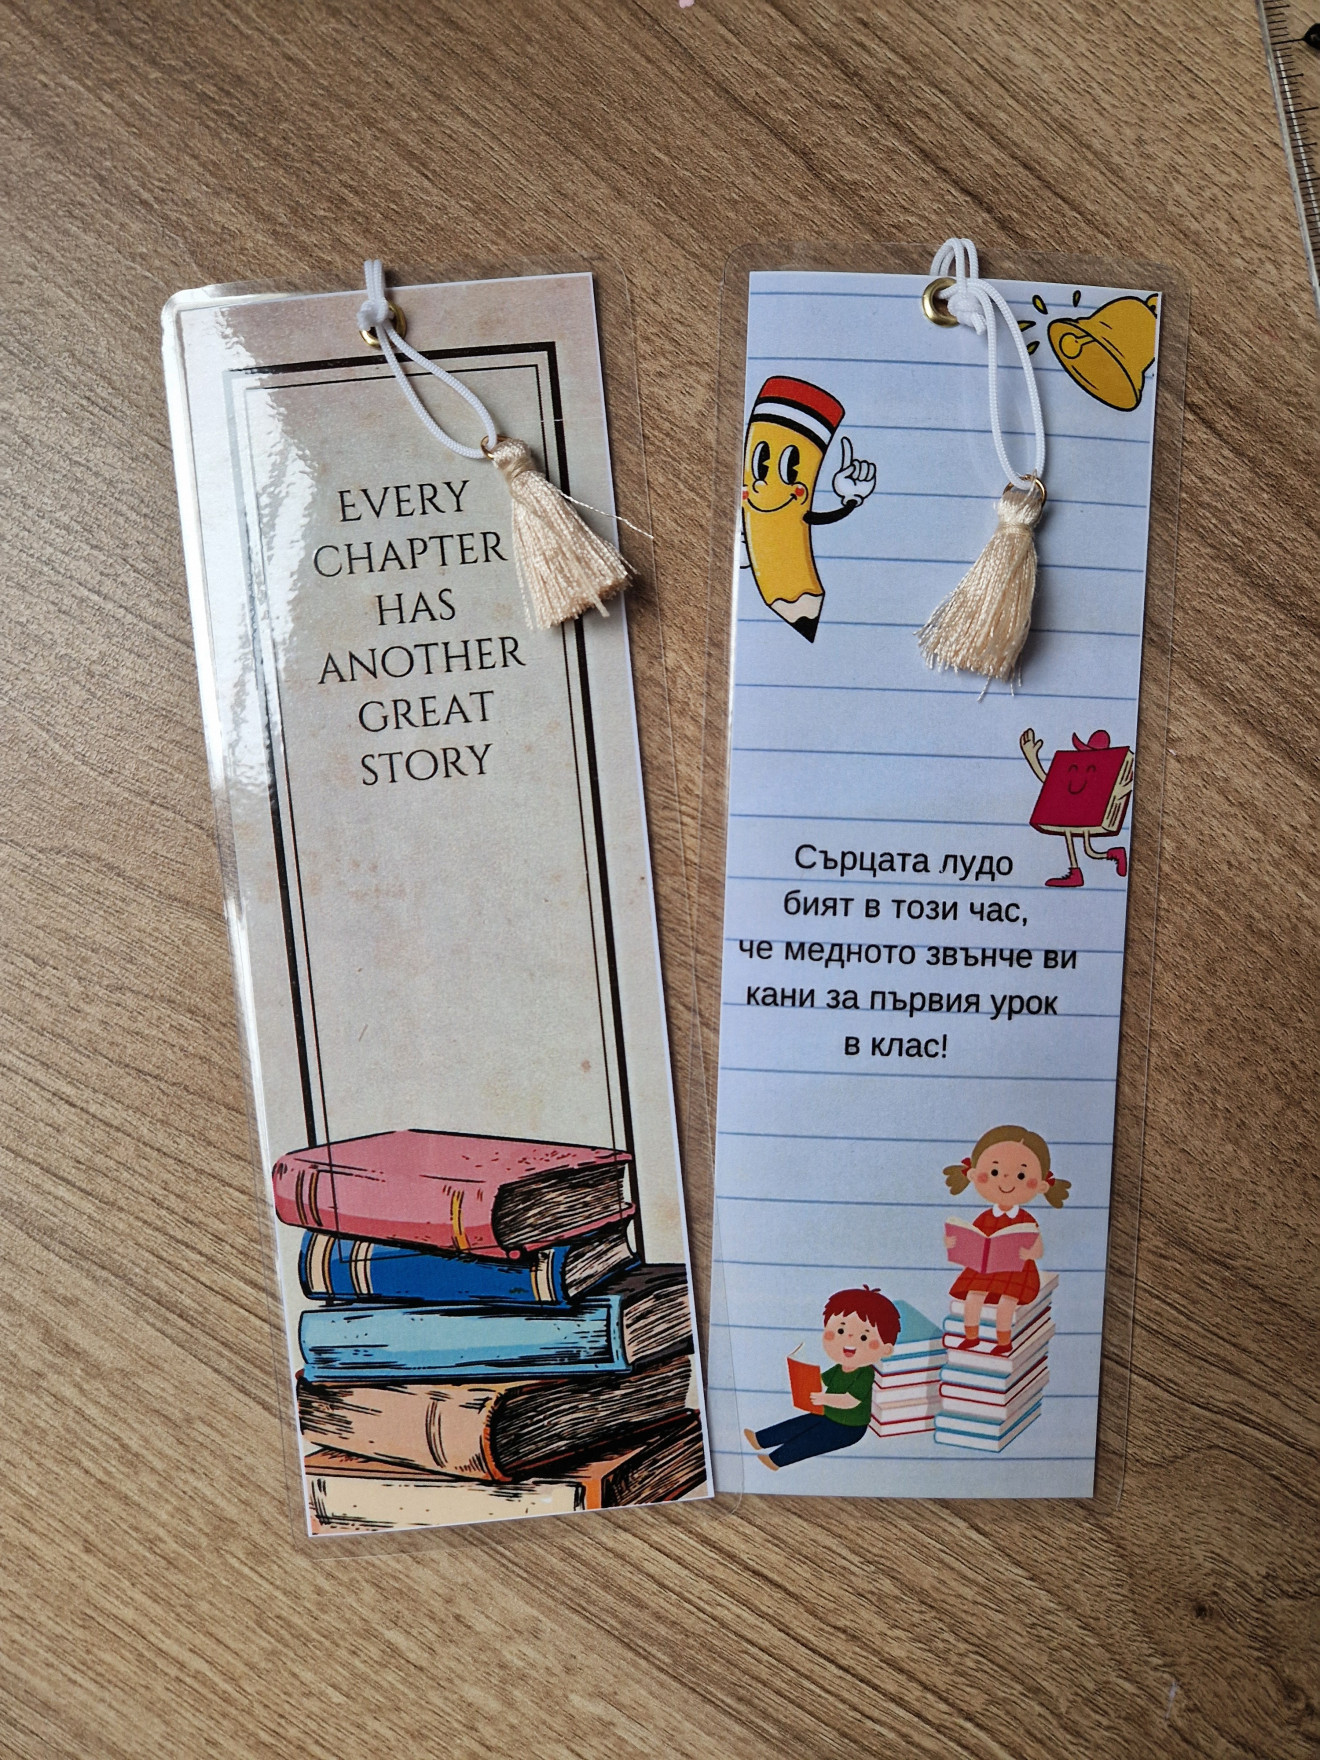 EVERY
CHAPTER
HAS
ANOTHER
GREAT
STORY
Сърцата лудо
бият в този час,
че медното звънче ви
кани за първия урок
в клас!